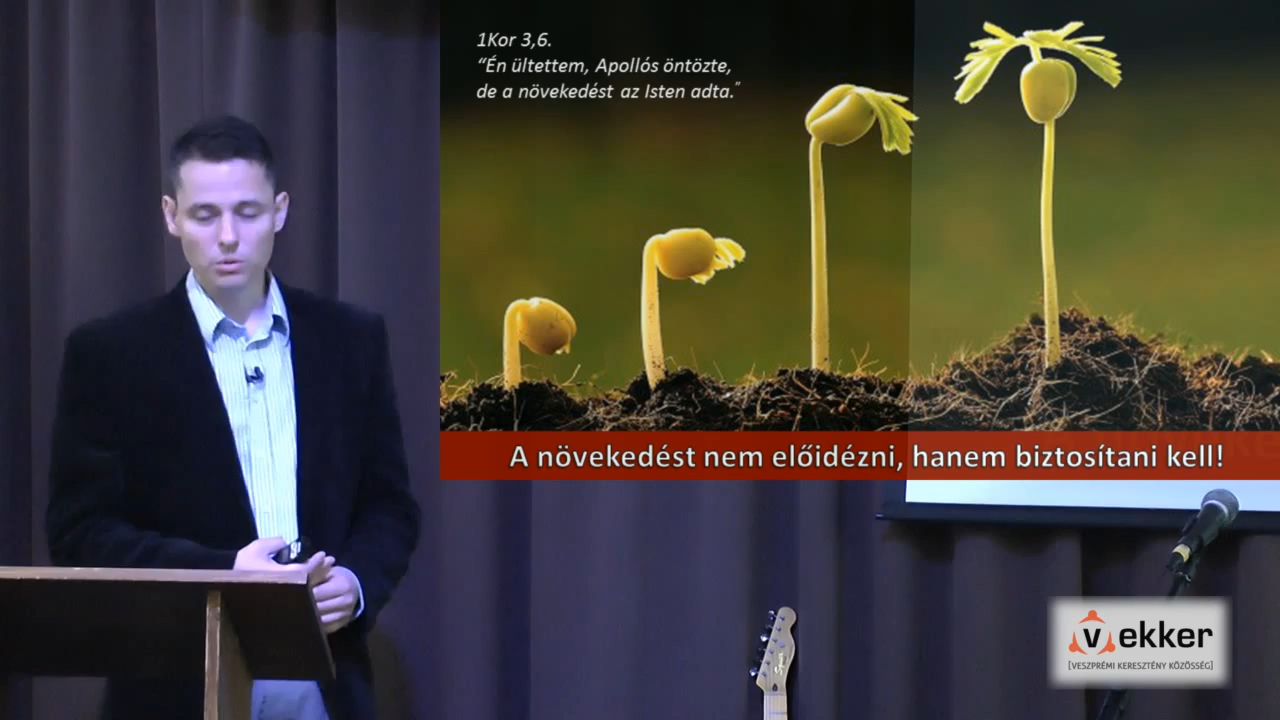 1Kor 3,6.
“Én ültettem, Apollós öntözte,
de a növekedést az Isten adta.”
A növekedést nem előidézni, hanem biztosítani kell!
Squier
vekker
[VESZPRÉMI KERESZTÉNY KÖZÖSSÉG]